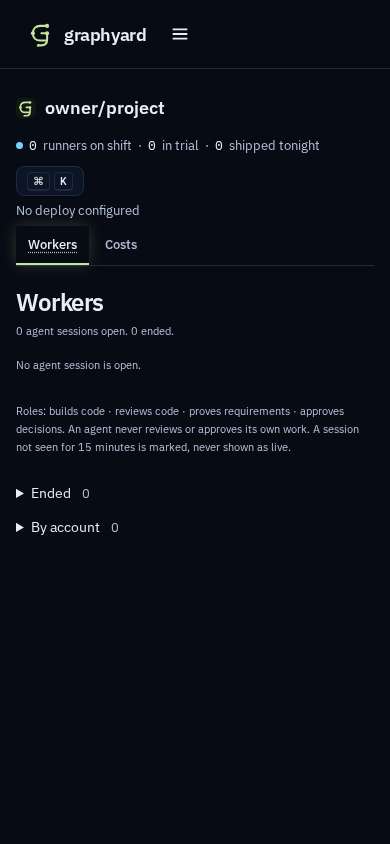 graphyard
owner/project
0 runners on shift · 0 in trial · 0 shipped tonight
⌘ K
No deploy configured
Workers Costs
Workers
0 agent sessions open. 0 ended.
No agent session is open.
Roles: builds code · reviews code · proves requirements · approves
decisions. An agent never reviews or approves its own work. A session
not seen for 15 minutes is marked, never shown as live.
Ended 0
By account 0